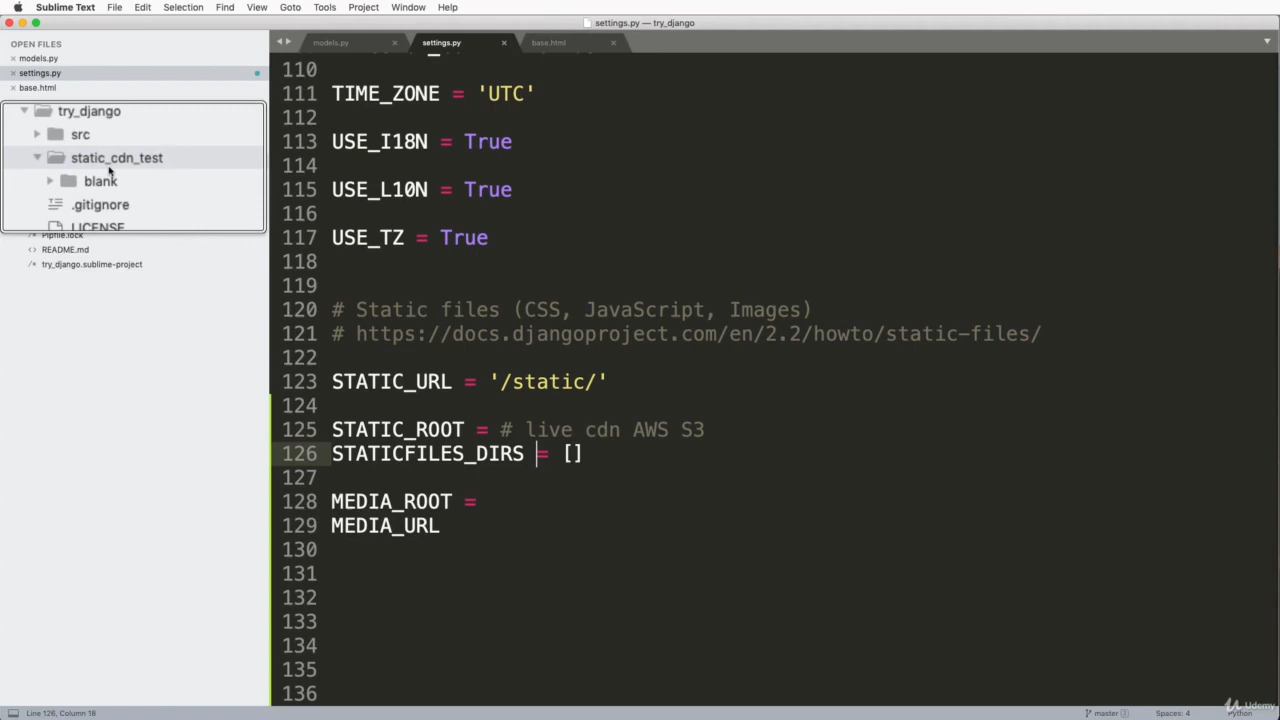 Sublime Text File Edit Selection Find View Goto Tools Project Window Help
settings.py — try_django
OPEN FILES
models.py
settings.py
base.html
try_django
src
static_cdn_test
blank
.gitignore
LICENSE
Pipfile.lock
README.md
try_django.sublime-project
models.py settings.py base.html
110
111 TIME_ZONE = 'UTC'
112
113 USE_I18N = True
114
115 USE_L10N = True
116
117 USE_TZ = True
118
119
120 # Static files (CSS, JavaScript, Images)
121 # https://docs.djangoproject.com/en/2.2/howto/static-files/
122
123 STATIC_URL = '/static/'
124
125 STATIC_ROOT = # live cdn AWS S3
126 STATICFILES_DIRS = []
127
128 MEDIA_ROOT =
129 MEDIA_URL
130
131
132
133
134
135
136
Line 126, Column 18
master 3
Spaces: 4
Python
Udemy